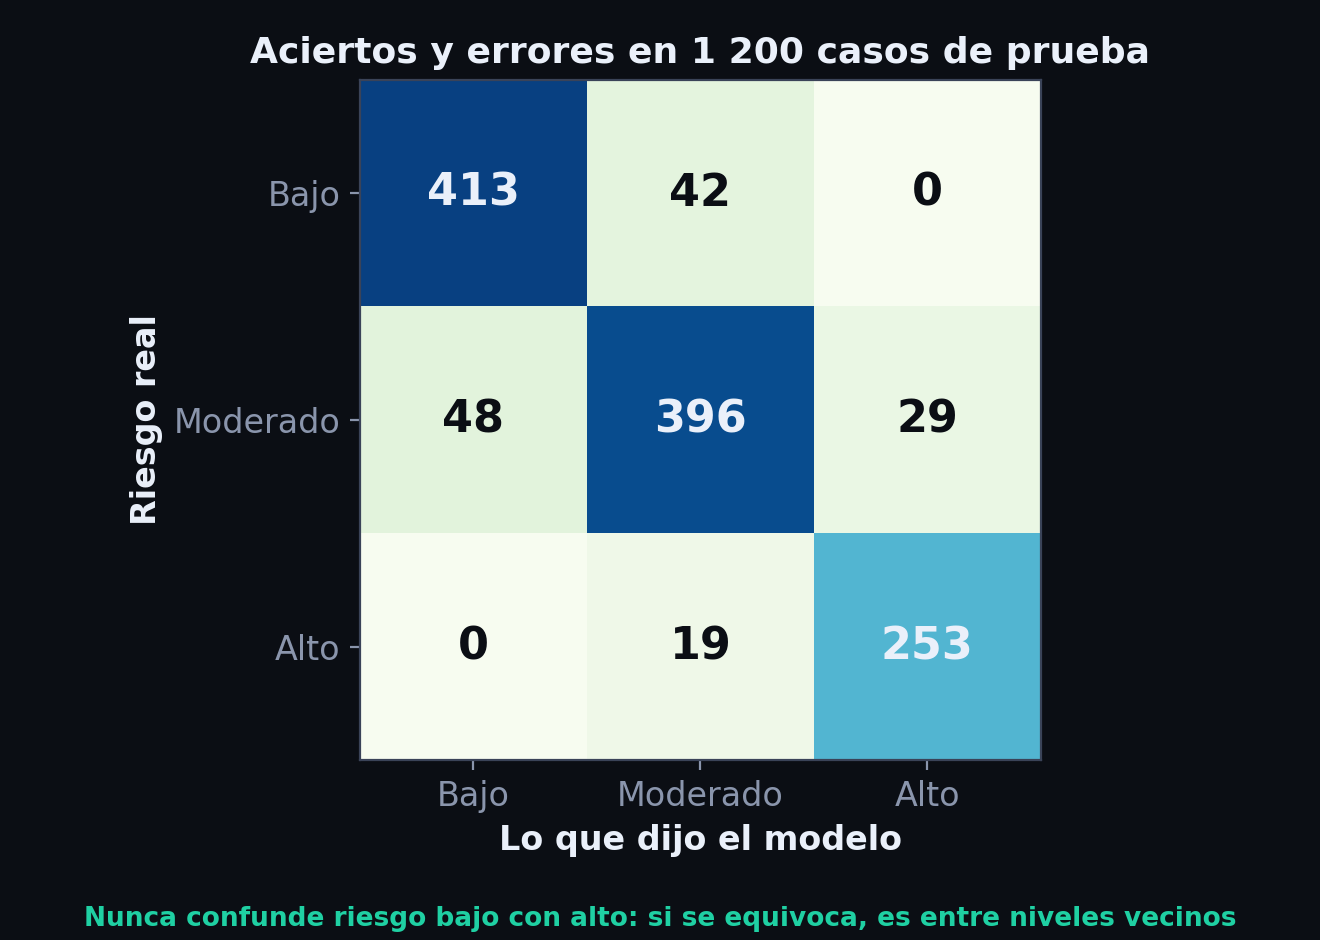 Aciertos y errores en 1 200 casos de prueba
Riesgo real
Bajo 413 42 0
Moderado 48 396 29
Alto 0 19 253
Bajo Moderado Alto
Lo que dijo el modelo
Nunca confunde riesgo bajo con alto: si se equivoca, es entre niveles vecinos